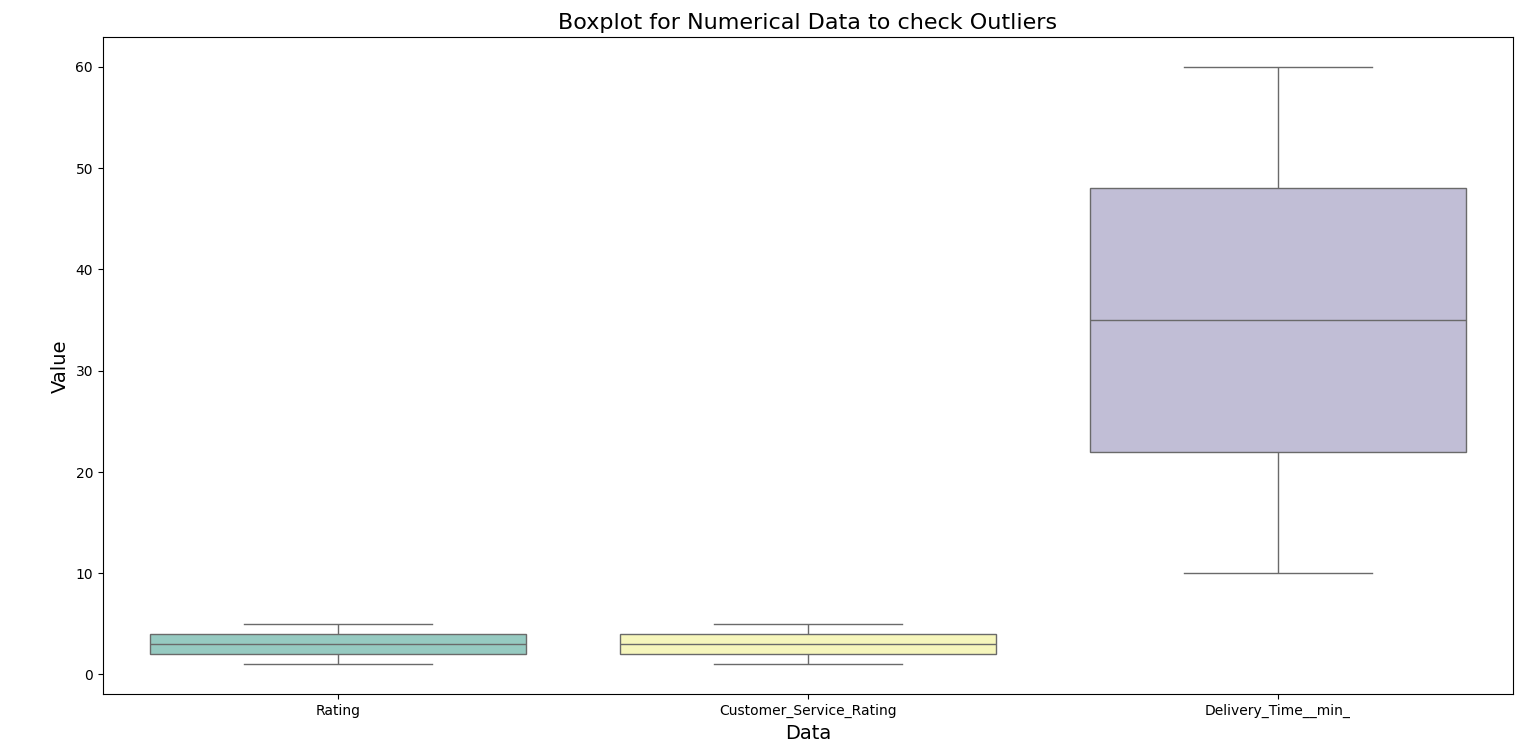 Boxplot for Numerical Data to check Outliers
Value
60
50
40
30
20
10
0
Rating
Customer_Service_Rating
Delivery_Time__min_
Data